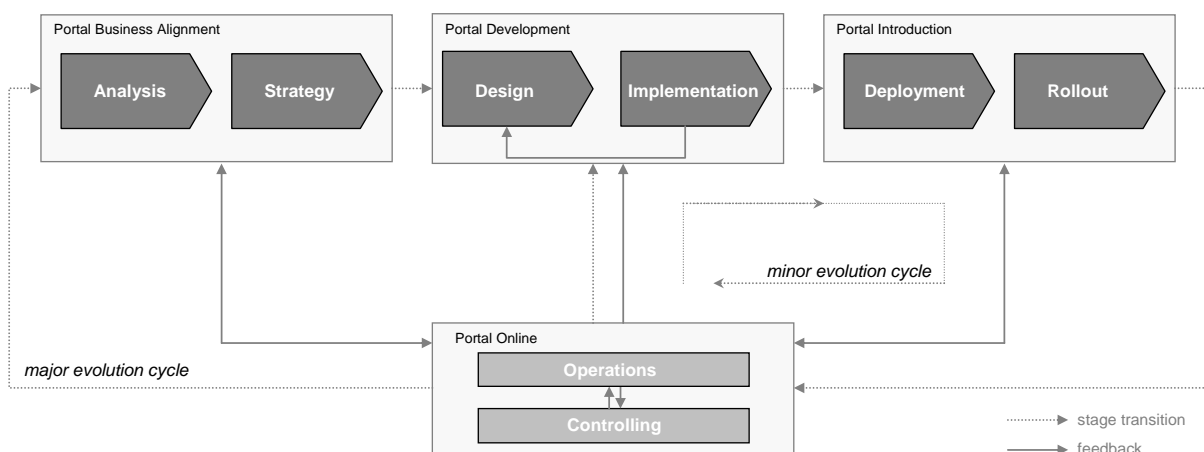 Portal Business Alignment
Portal Development
Portal Introduction
Analysis
Strategy
Design
Implementation
Deployment
Rollout
minor evolution cycle
Portal Online
major evolution cycle
Operations
Controlling
stage transition
feedback